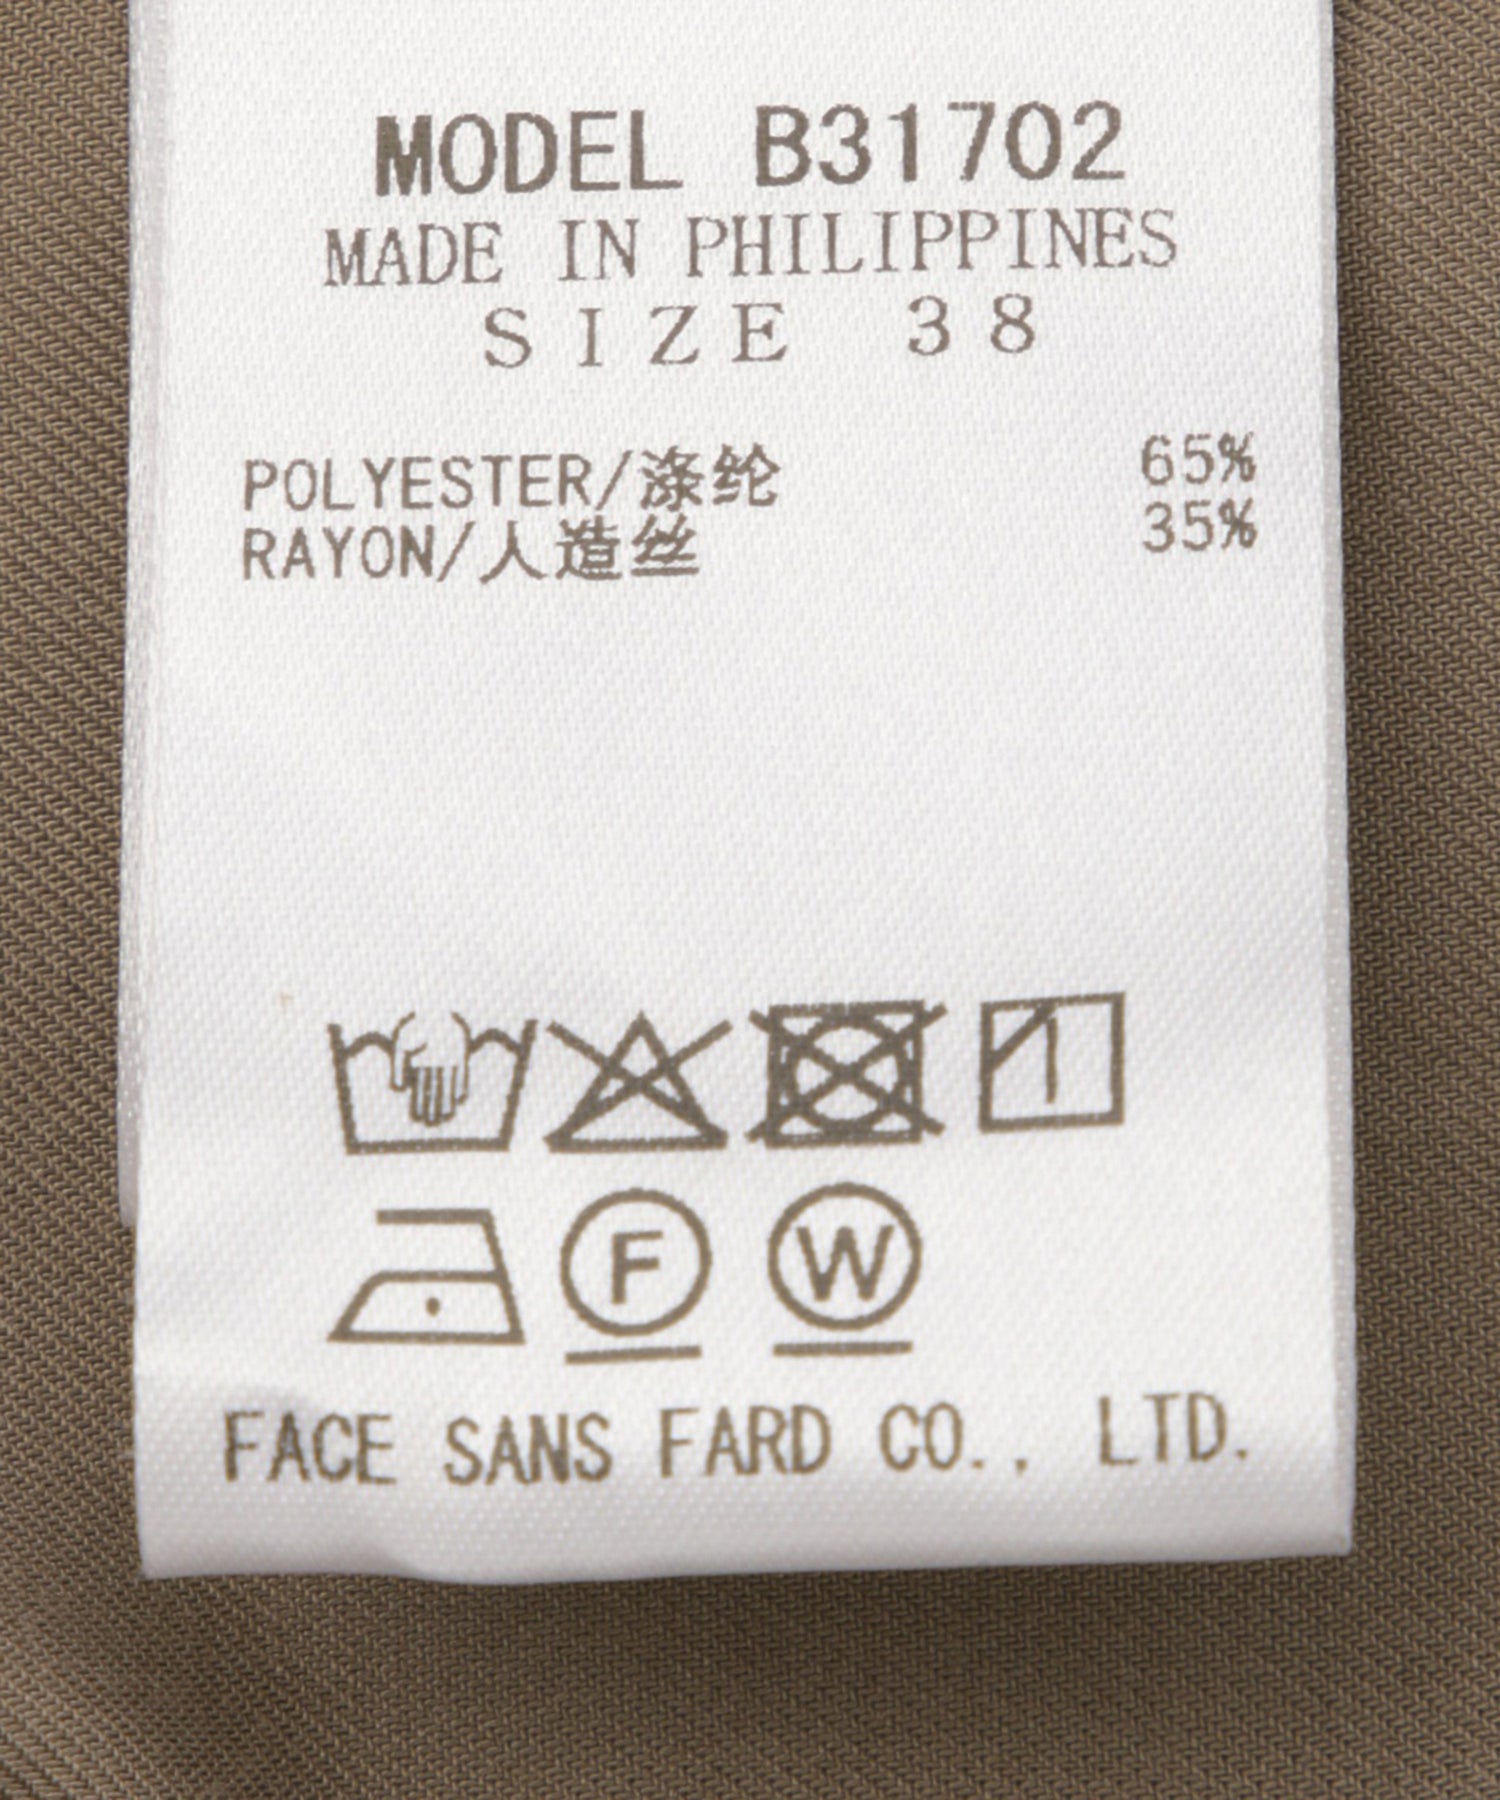 MODEL B31702
MADE IN PHILIPPINES
SIZE 38
POLYESTER/涤纶 65%
RAYON/人造丝 35%
F W
FACE SANS FARD CO., LTD.